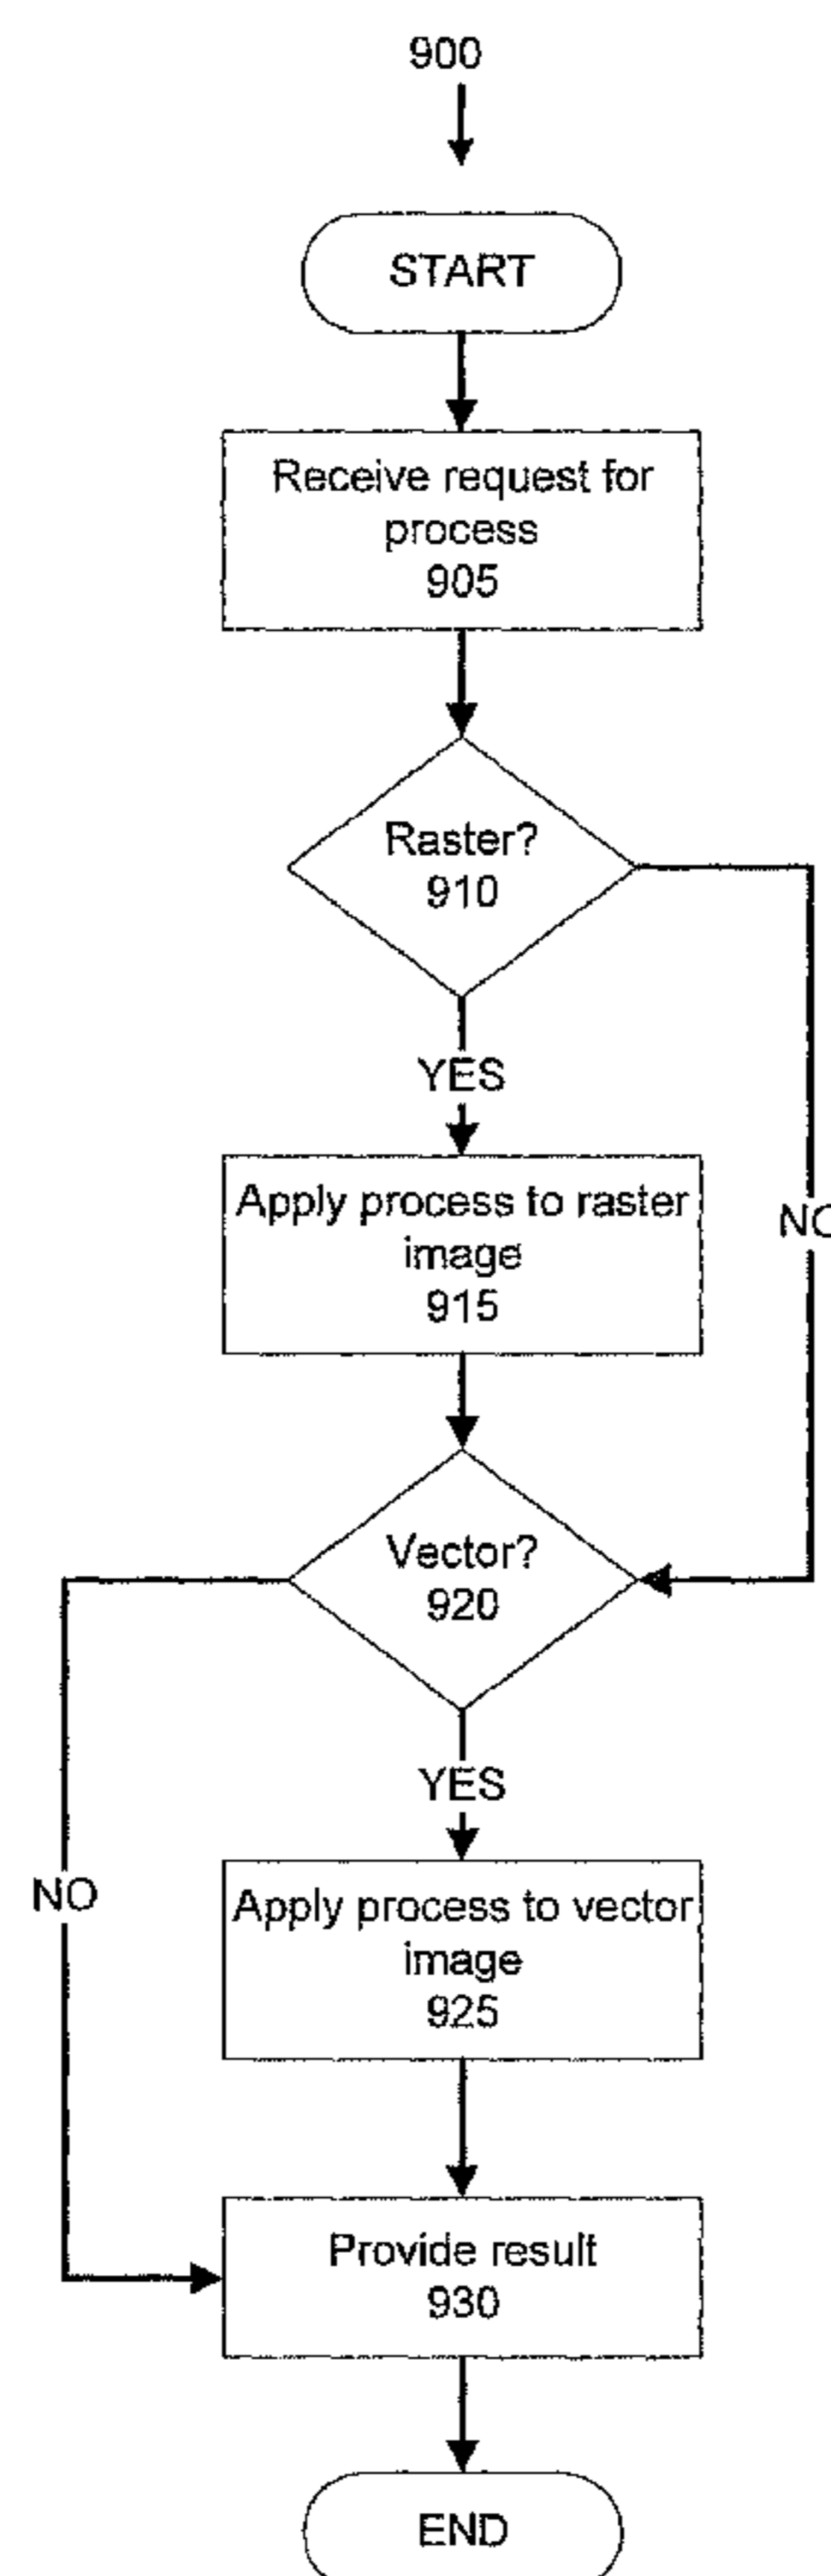 900
START
Receive request for
process
905
Raster?
910
YES
Apply process to raster
image
915
NO
Vector?
920
YES
NO
Apply process to vector
image
925
Provide result
930
END